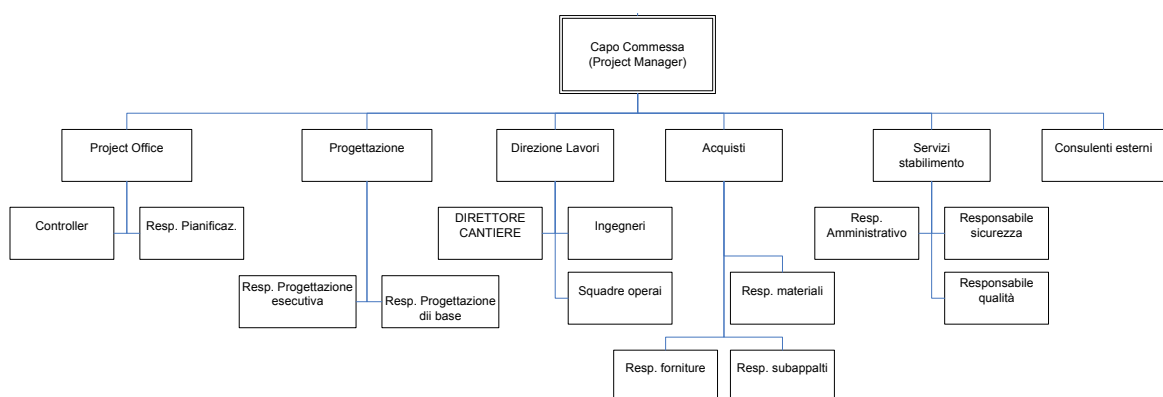 Capo Commessa
(Project Manager)
Project Office
Progettazione
Direzione Lavori
Acquisti
Servizi
stabilimento
Consulenti esterni
Controller
Resp. Pianificaz.
DIRETTORE
CANTIERE
Ingegneri
Resp.
Amministrativo
Responsabile
sicurezza
Resp. Progettazione
esecutiva
Resp. Progettazione
dii base
Squadre operai
Resp. materiali
Responsabile
qualità
Resp. forniture
Resp. subappalti